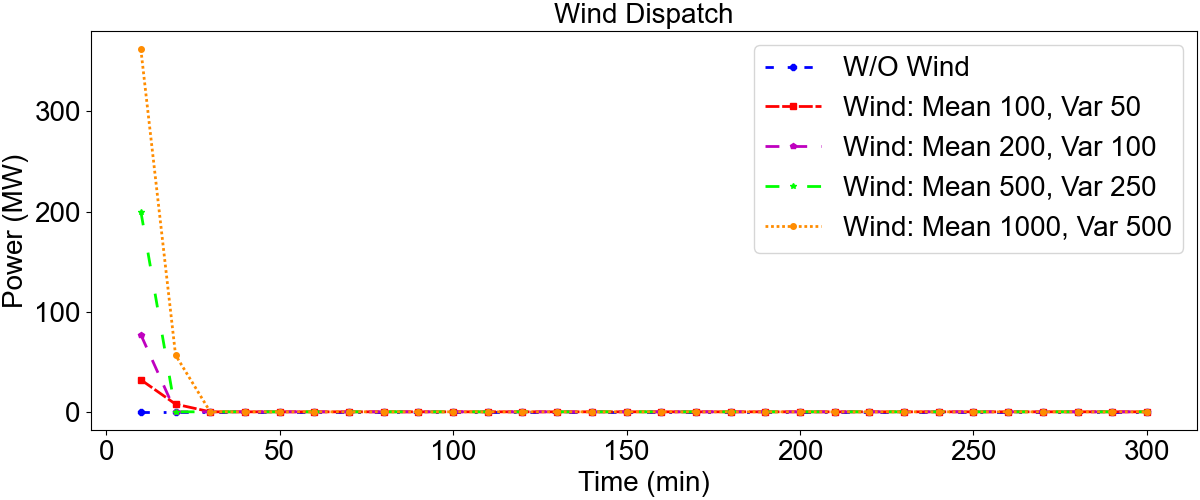 Wind Dispatch
Power (MW)
300
200
100
0
W/O Wind
Wind: Mean 100, Var 50
Wind: Mean 200, Var 100
Wind: Mean 500, Var 250
Wind: Mean 1000, Var 500
0 50 100 150 200 250 300
Time (min)